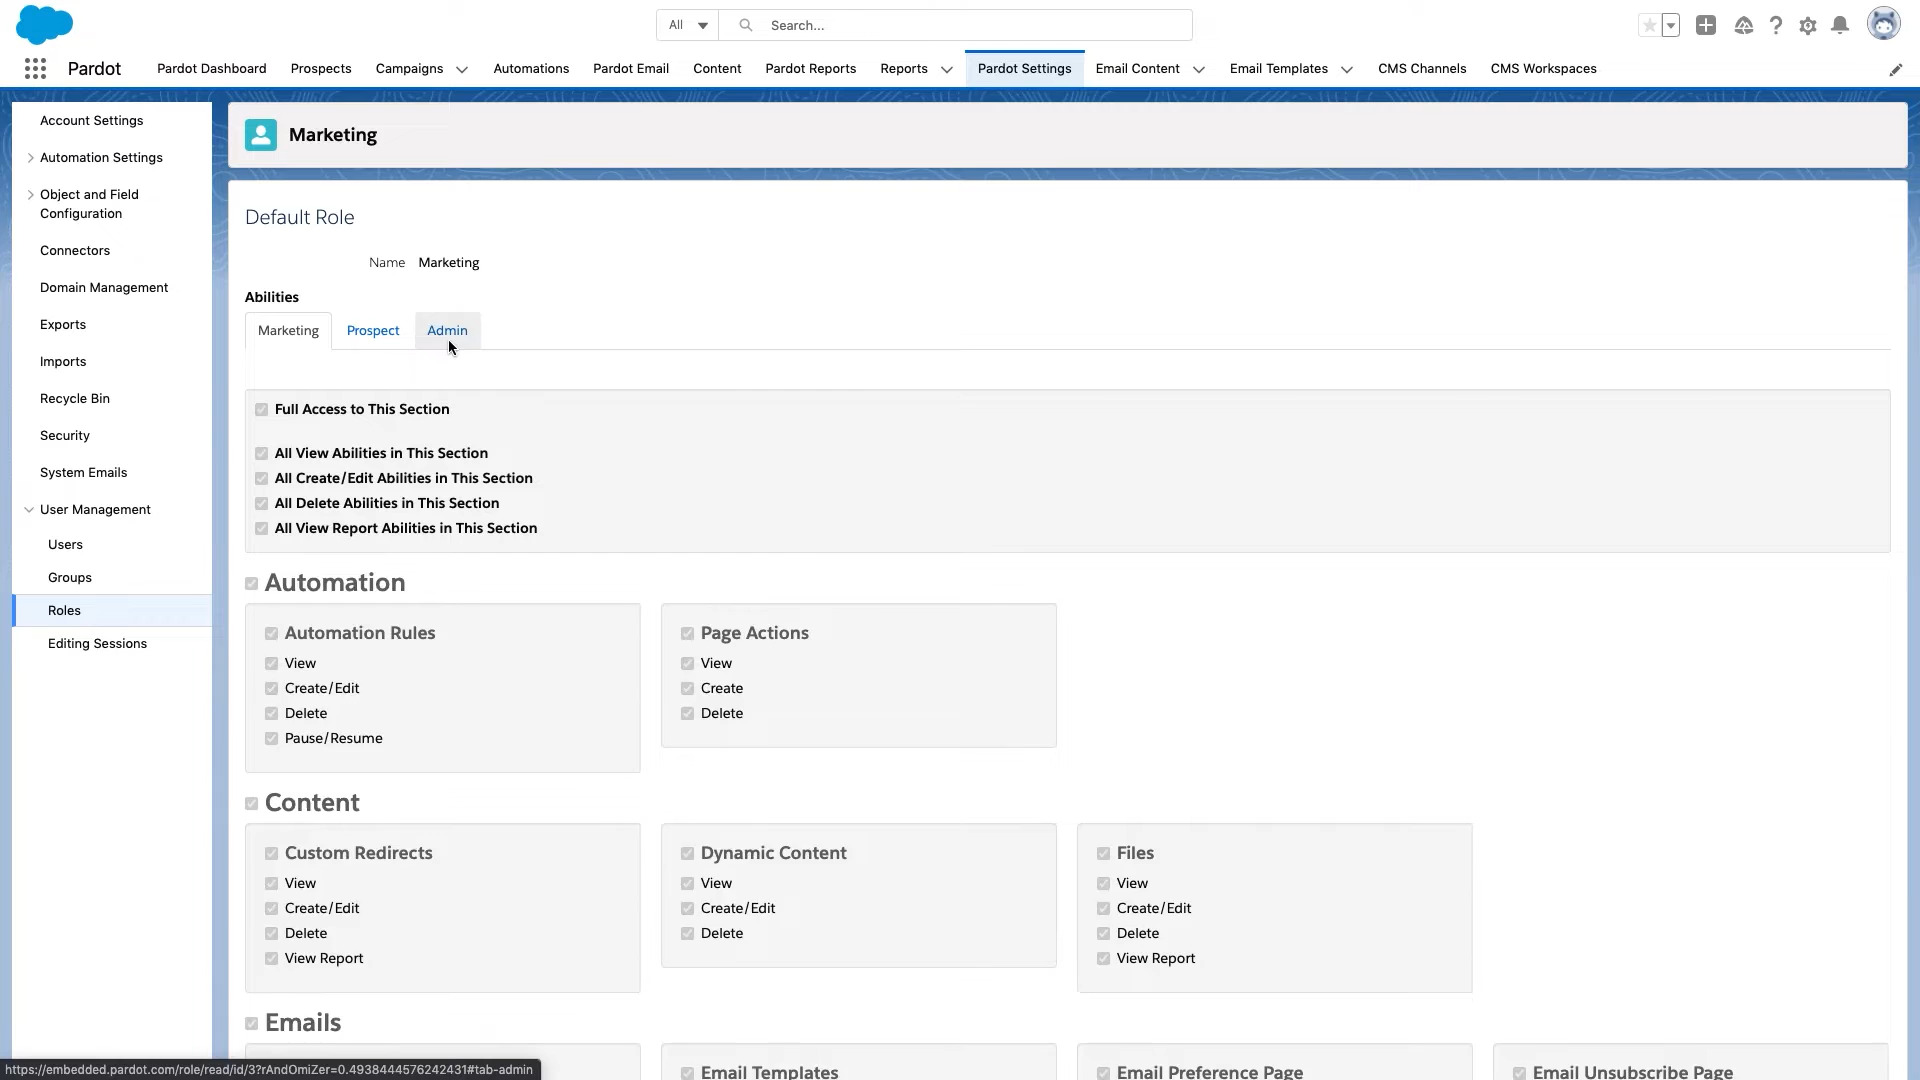 All
Search...
Pardot
Pardot Dashboard
Prospects
Campaigns
Automations
Pardot Email
Content
Pardot Reports
Reports
Pardot Settings
Email Content
Email Templates
CMS Channels
CMS Workspaces
Account Settings
Automation Settings
Object and Field
Configuration
Connectors
Domain Management
Exports
Imports
Recycle Bin
Security
System Emails
User Management
Users
Groups
Roles
Editing Sessions
Marketing
Default Role
Name Marketing
Abilities
Marketing Prospect Admin
Full Access to This Section
All View Abilities in This Section
All Create/Edit Abilities in This Section
All Delete Abilities in This Section
All View Report Abilities in This Section
Automation
Automation Rules
View
Create/Edit
Delete
Pause/Resume
Page Actions
View
Create
Delete
Content
Custom Redirects
View
Create/Edit
Delete
View Report
Dynamic Content
View
Create/Edit
Delete
Files
View
Create/Edit
Delete
View Report
Emails
Email Templates
Email Preference Page
Email Unsubscribe Page
https://embedded.pardot.com/role/read/id/3?rAndOmiZer=0.4938444576242431#tab-admin